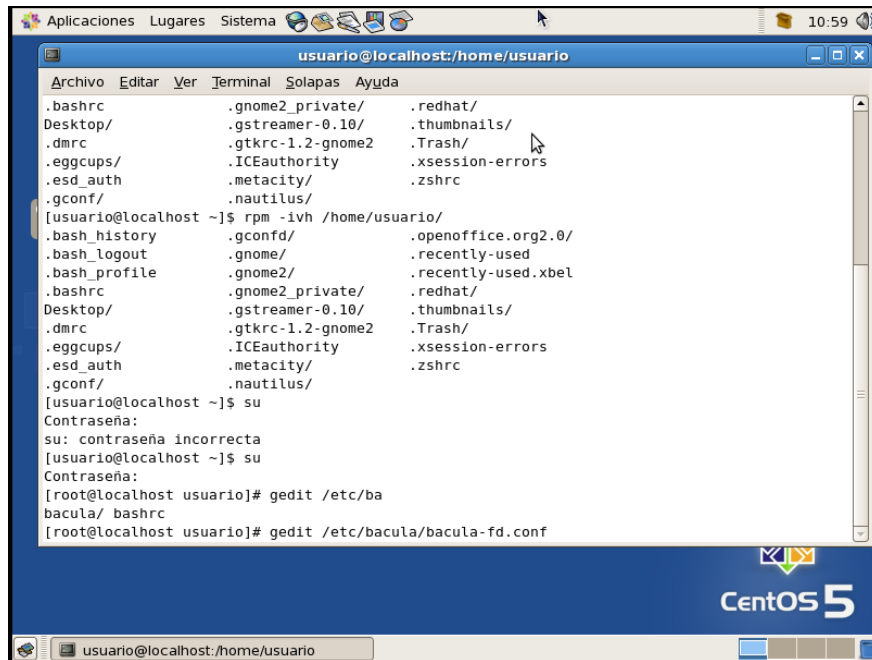 Aplicaciones Lugares Sistema 10:59
usuario@localhost:/home/usuario
Archivo Editar Ver Terminal Solapas Ayuda
.bashrc .gnome2_private/ .redhat/
Desktop/ .gstreamer-0.10/ .thumbnails/
.dmrc .gtkrc-1.2-gnome2 .Trash/
.eggcups/ .ICEauthority .xsession-errors
.esd_auth .metacity/ .zshrc
.gconf/ .nautilus/
[usuario@localhost ~]$ rpm -ivh /home/usuario/
.bash_history .gconfd/ .openoffice.org2.0/
.bash_logout .gnome/ .recently-used
.bash_profile .gnome2/ .recently-used.xbel
.bashrc .gnome2_private/ .redhat/
Desktop/ .gstreamer-0.10/ .thumbnails/
.dmrc .gtkrc-1.2-gnome2 .Trash/
.eggcups/ .ICEauthority .xsession-errors
.esd_auth .metacity/ .zshrc
.gconf/ .nautilus/
[usuario@localhost ~]$ su
Contraseña:
su: contraseña incorrecta
[usuario@localhost ~]$ su
Contraseña:
[root@localhost usuario]# gedit /etc/ba
bacula/ bashrc
[root@localhost usuario]# gedit /etc/bacula/bacula-fd.conf
CentOS 5
usuario@localhost:/home/usuario